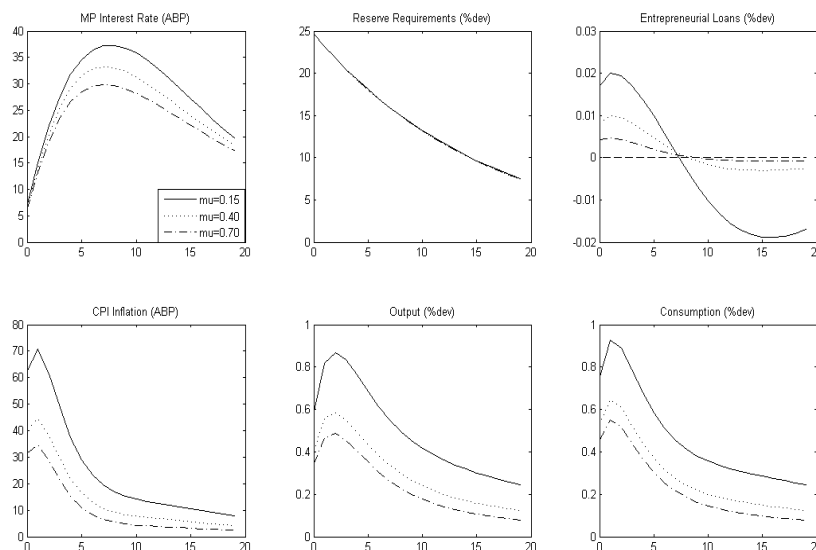 MP Interest Rate (ABP)
40
35
30
25
20
15
10
5
0
0 5 10 15 20
mu=0.15
mu=0.40
mu=0.70
Reserve Requirements (%dev)
25
20
15
10
5
0
0 5 10 15 20
Entrepreneurial Loans (%dev)
0.03
0.02
0.01
0
-0.01
-0.02
0 5 10 15 20
CPI Inflation (ABP)
80
70
60
50
40
30
20
10
0
0 5 10 15 20
Output (%dev)
1
0.8
0.6
0.4
0.2
0
0 5 10 15 20
Consumption (%dev)
1
0.8
0.6
0.4
0.2
0
0 5 10 15 20